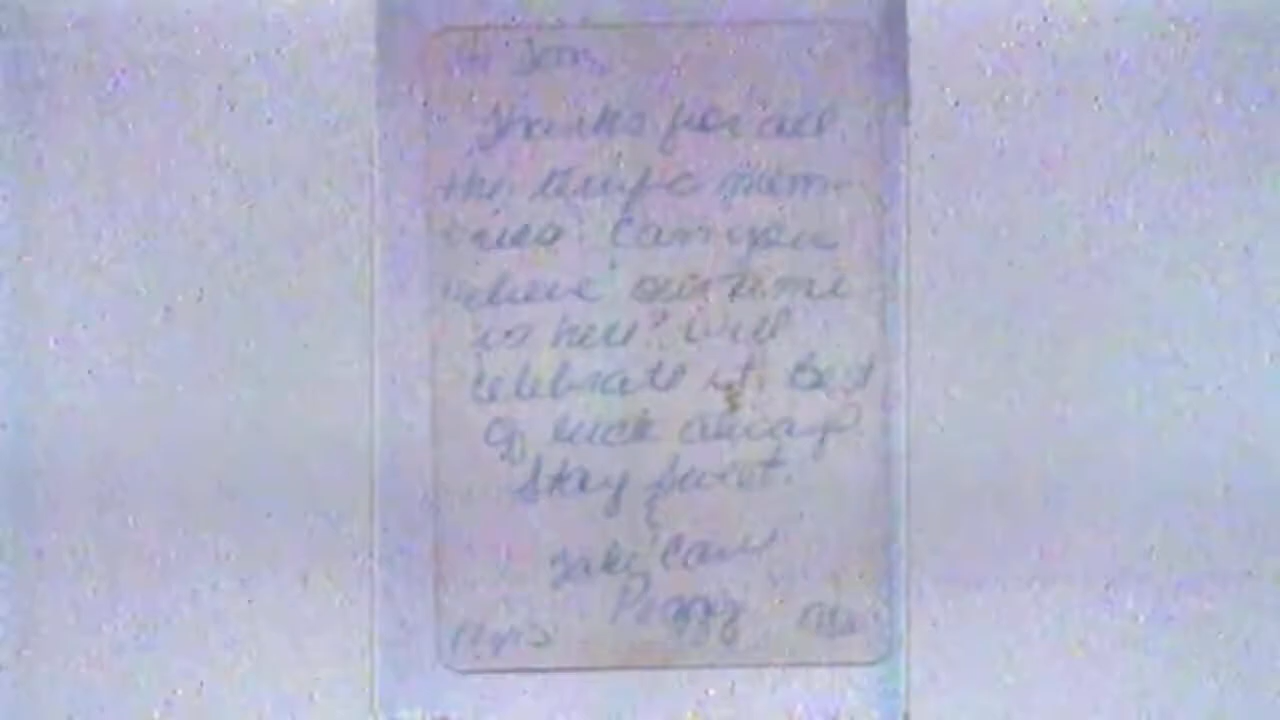 Tom,
Thanks for all
the terrific mem-
ories. Can you
believe our time
is here? We'll
celebrate it. Best
of luck always.
Stay Sweet.
Take Care
Peggy